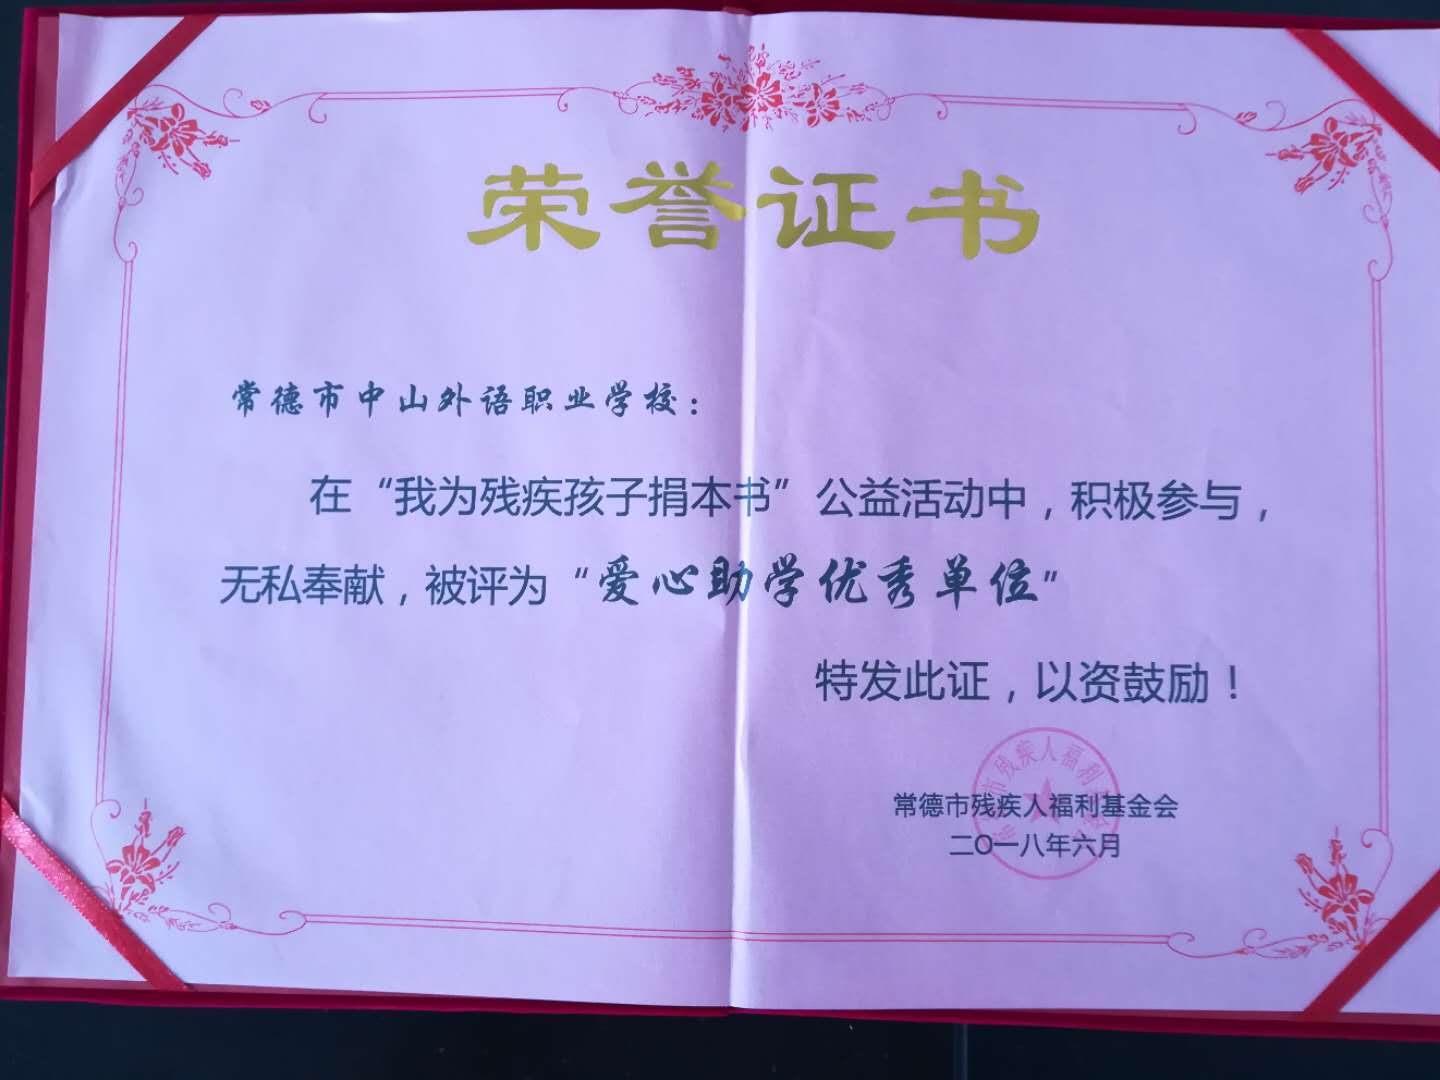 荣誉证书
常德市中山外语职业学校：
在“我为残疾孩子捐本书”公益活动中，积极参与，
无私奉献，被评为“爱心助学优秀单位”
特发此证，以资鼓励！
常德市残疾人福利基金会
二〇一八年六月